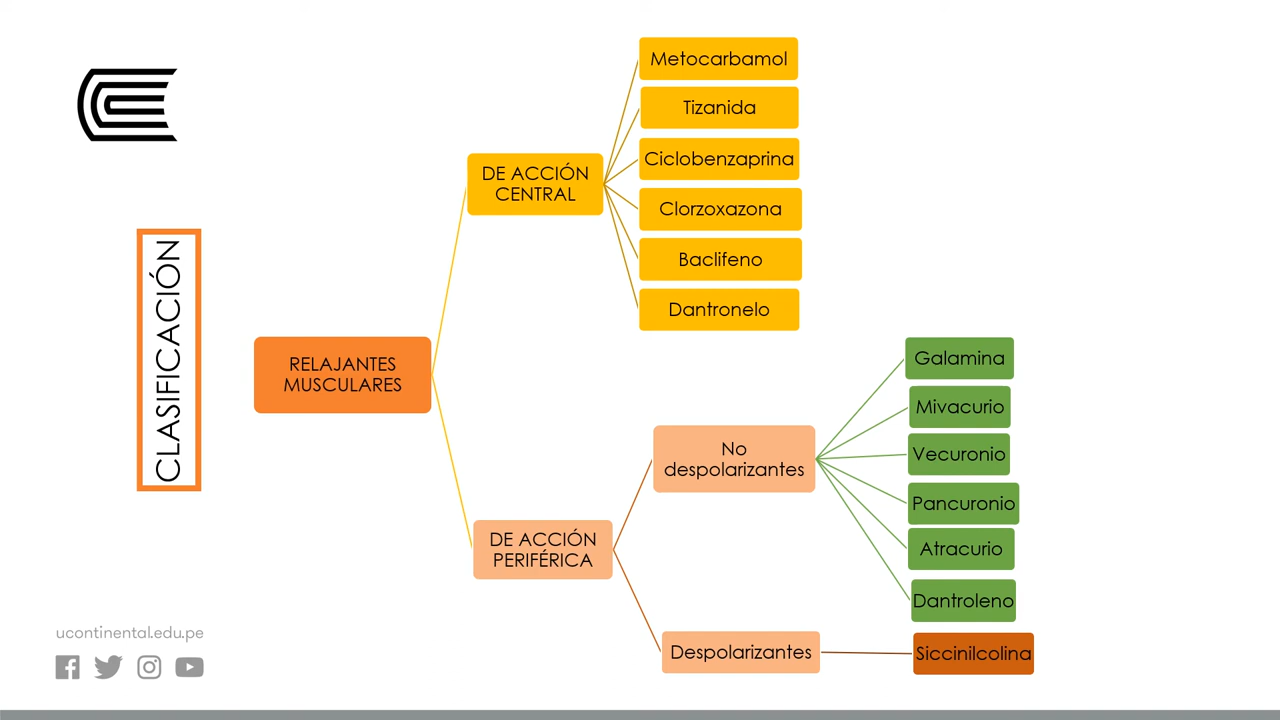 CLASIFICACIÓN
RELAJANTES
MUSCULARES
DE ACCIÓN
CENTRAL
Metocarbamol
Tizanida
Ciclobenzaprina
Clorzoxazona
Baclifeno
Dantronelo
DE ACCIÓN
PERIFÉRICA
No
despolarizantes
Galamina
Mivacurio
Vecuronio
Pancuronio
Atracurio
Dantroleno
Despolarizantes
Siccinilcolina
ucontinental.edu.pe